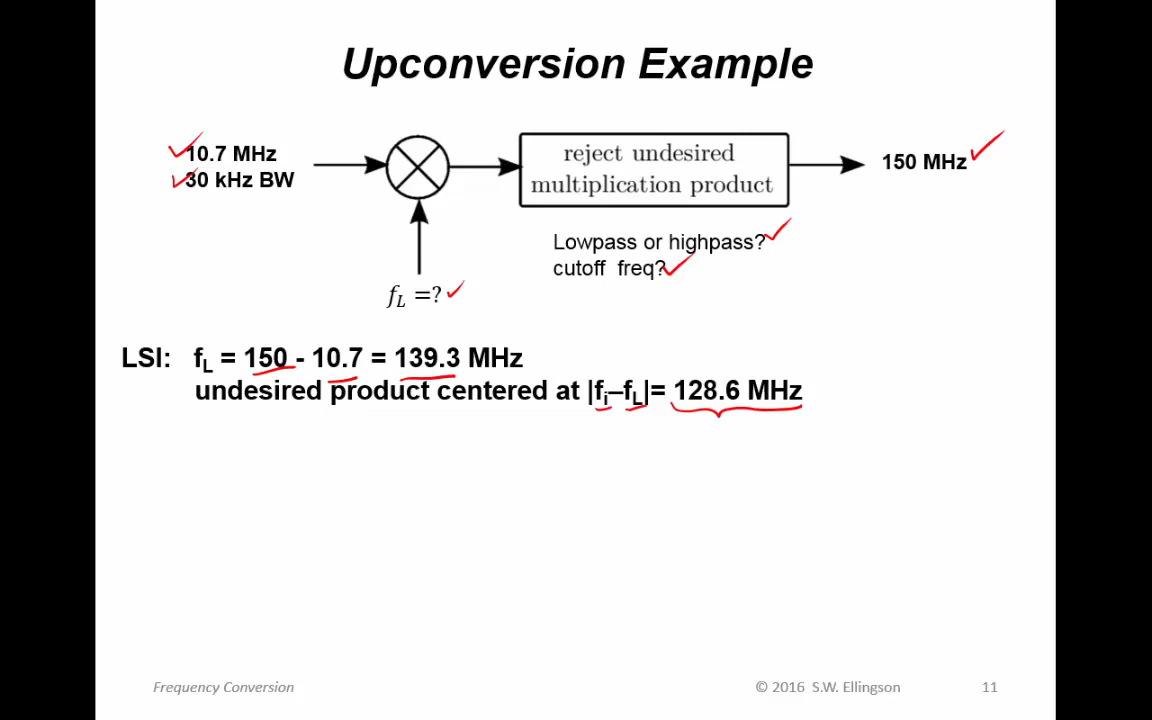 Upconversion Example
10.7 MHz
30 kHz BW
reject undesired
multiplication product
150 MHz
Lowpass or highpass?
cutoff freq?
f_L =?
LSI: f_L = 150 - 10.7 = 139.3 MHz
undesired product centered at |f_i–f_L|= 128.6 MHz
Frequency Conversion
© 2016 S.W. Ellingson
11